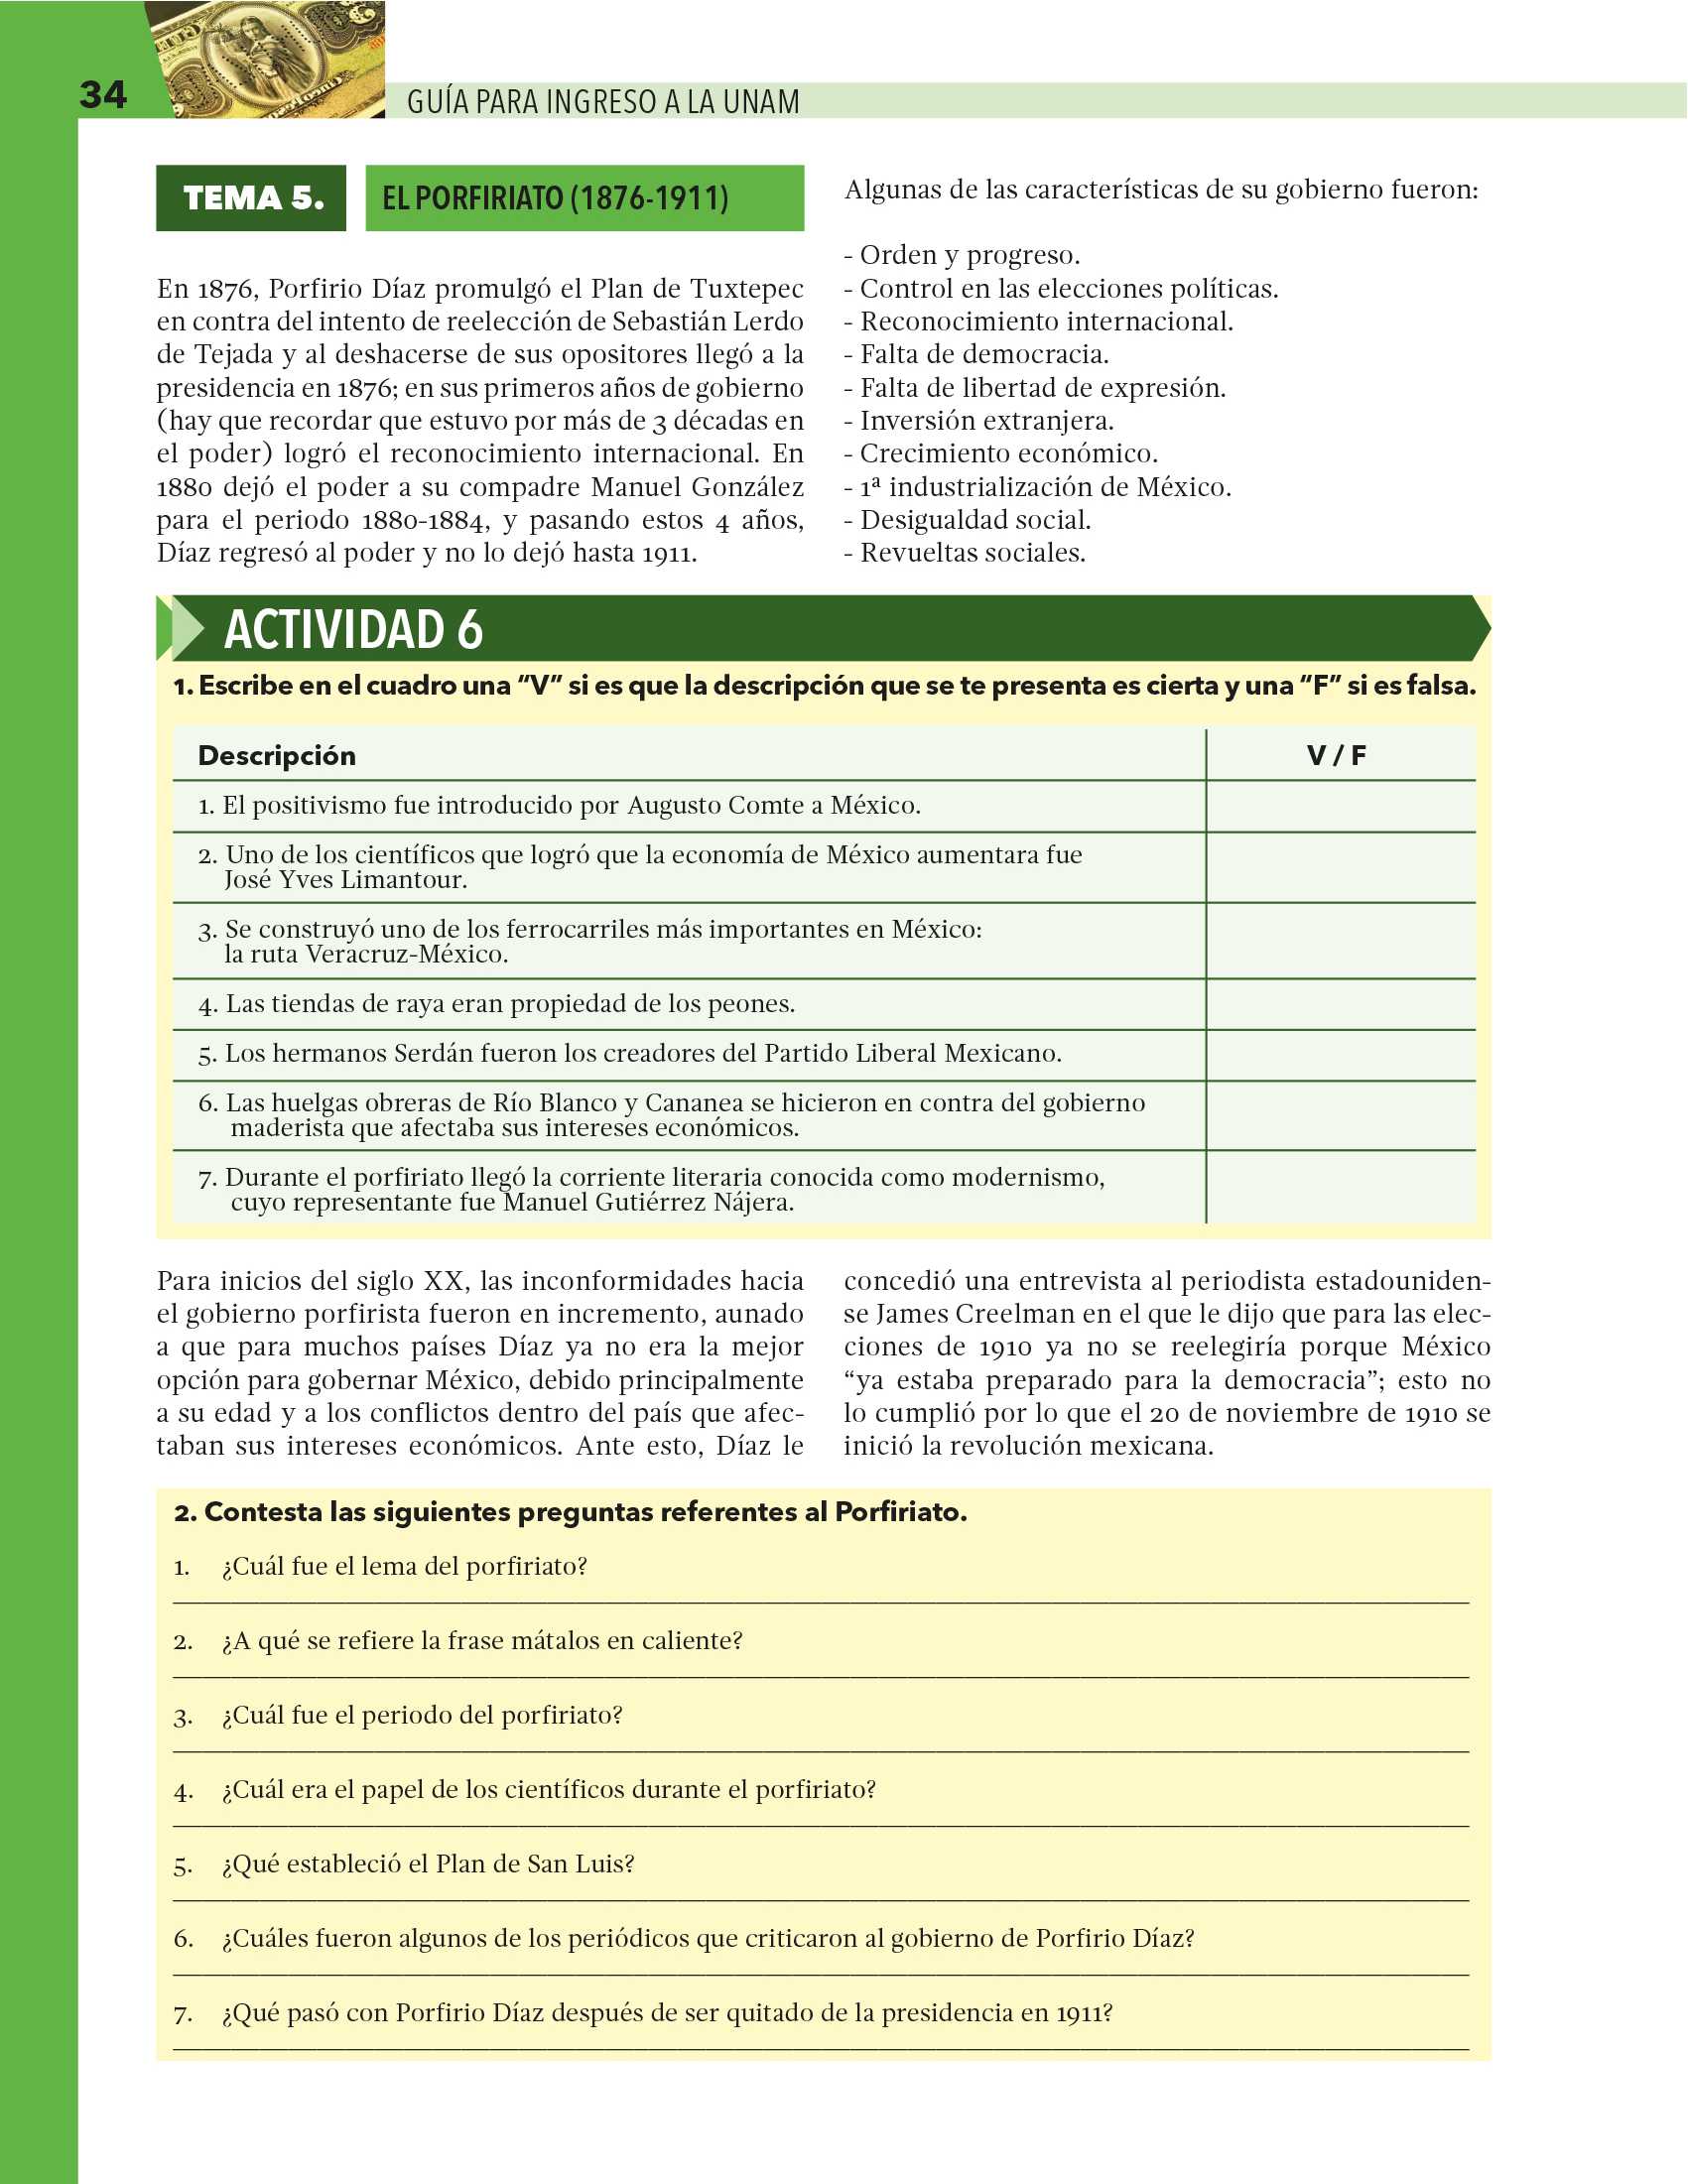 34
GUÍA PARA INGRESO A LA UNAM
TEMA 5.
EL PORFIRIATO (1876-1911)
En 1876, Porfirio Díaz promulgó el Plan de Tuxtepec
en contra del intento de reelección de Sebastián Lerdo
de Tejada y al deshacerse de sus opositores llegó a la
presidencia en 1876; en sus primeros años de gobierno
(hay que recordar que estuvo por más de 3 décadas en
el poder) logró el reconocimiento internacional. En
1880 dejó el poder a su compadre Manuel González
para el periodo 1880-1884, y pasando estos 4 años,
Díaz regresó al poder y no lo dejó hasta 1911.
Algunas de las características de su gobierno fueron:
- Orden y progreso.
- Control en las elecciones políticas.
- Reconocimiento internacional.
- Falta de democracia.
- Falta de libertad de expresión.
- Inversión extranjera.
- Crecimiento económico.
- 1ª industrialización de México.
- Desigualdad social.
- Revueltas sociales.
ACTIVIDAD 6
1. Escribe en el cuadro una “V” si es que la descripción que se te presenta es cierta y una “F” si es falsa.
Descripción V / F
1. El positivismo fue introducido por Augusto Comte a México.
2. Uno de los científicos que logró que la economía de México aumentara fue
José Yves Limantour.
3. Se construyó uno de los ferrocarriles más importantes en México:
la ruta Veracruz-México.
4. Las tiendas de raya eran propiedad de los peones.
5. Los hermanos Serdán fueron los creadores del Partido Liberal Mexicano.
6. Las huelgas obreras de Río Blanco y Cananea se hicieron en contra del gobierno
maderista que afectaba sus intereses económicos.
7. Durante el porfiriato llegó la corriente literaria conocida como modernismo,
cuyo representante fue Manuel Gutiérrez Nájera.
Para inicios del siglo XX, las inconformidades hacia
el gobierno porfirista fueron en incremento, aunado
a que para muchos países Díaz ya no era la mejor
opción para gobernar México, debido principalmente
a su edad y a los conflictos dentro del país que afec-
taban sus intereses económicos. Ante esto, Díaz le
concedió una entrevista al periodista estadouniden-
se James Creelman en el que le dijo que para las elec-
ciones de 1910 ya no se reelegiría porque México
“ya estaba preparado para la democracia”; esto no
lo cumplió por lo que el 20 de noviembre de 1910 se
inició la revolución mexicana.
2. Contesta las siguientes preguntas referentes al Porfiriato.
1. ¿Cuál fue el lema del porfiriato?
2. ¿A qué se refiere la frase mátalos en caliente?
3. ¿Cuál fue el periodo del porfiriato?
4. ¿Cuál era el papel de los científicos durante el porfiriato?
5. ¿Qué estableció el Plan de San Luis?
6. ¿Cuáles fueron algunos de los periódicos que criticaron al gobierno de Porfirio Díaz?
7. ¿Qué pasó con Porfirio Díaz después de ser quitado de la presidencia en 1911?